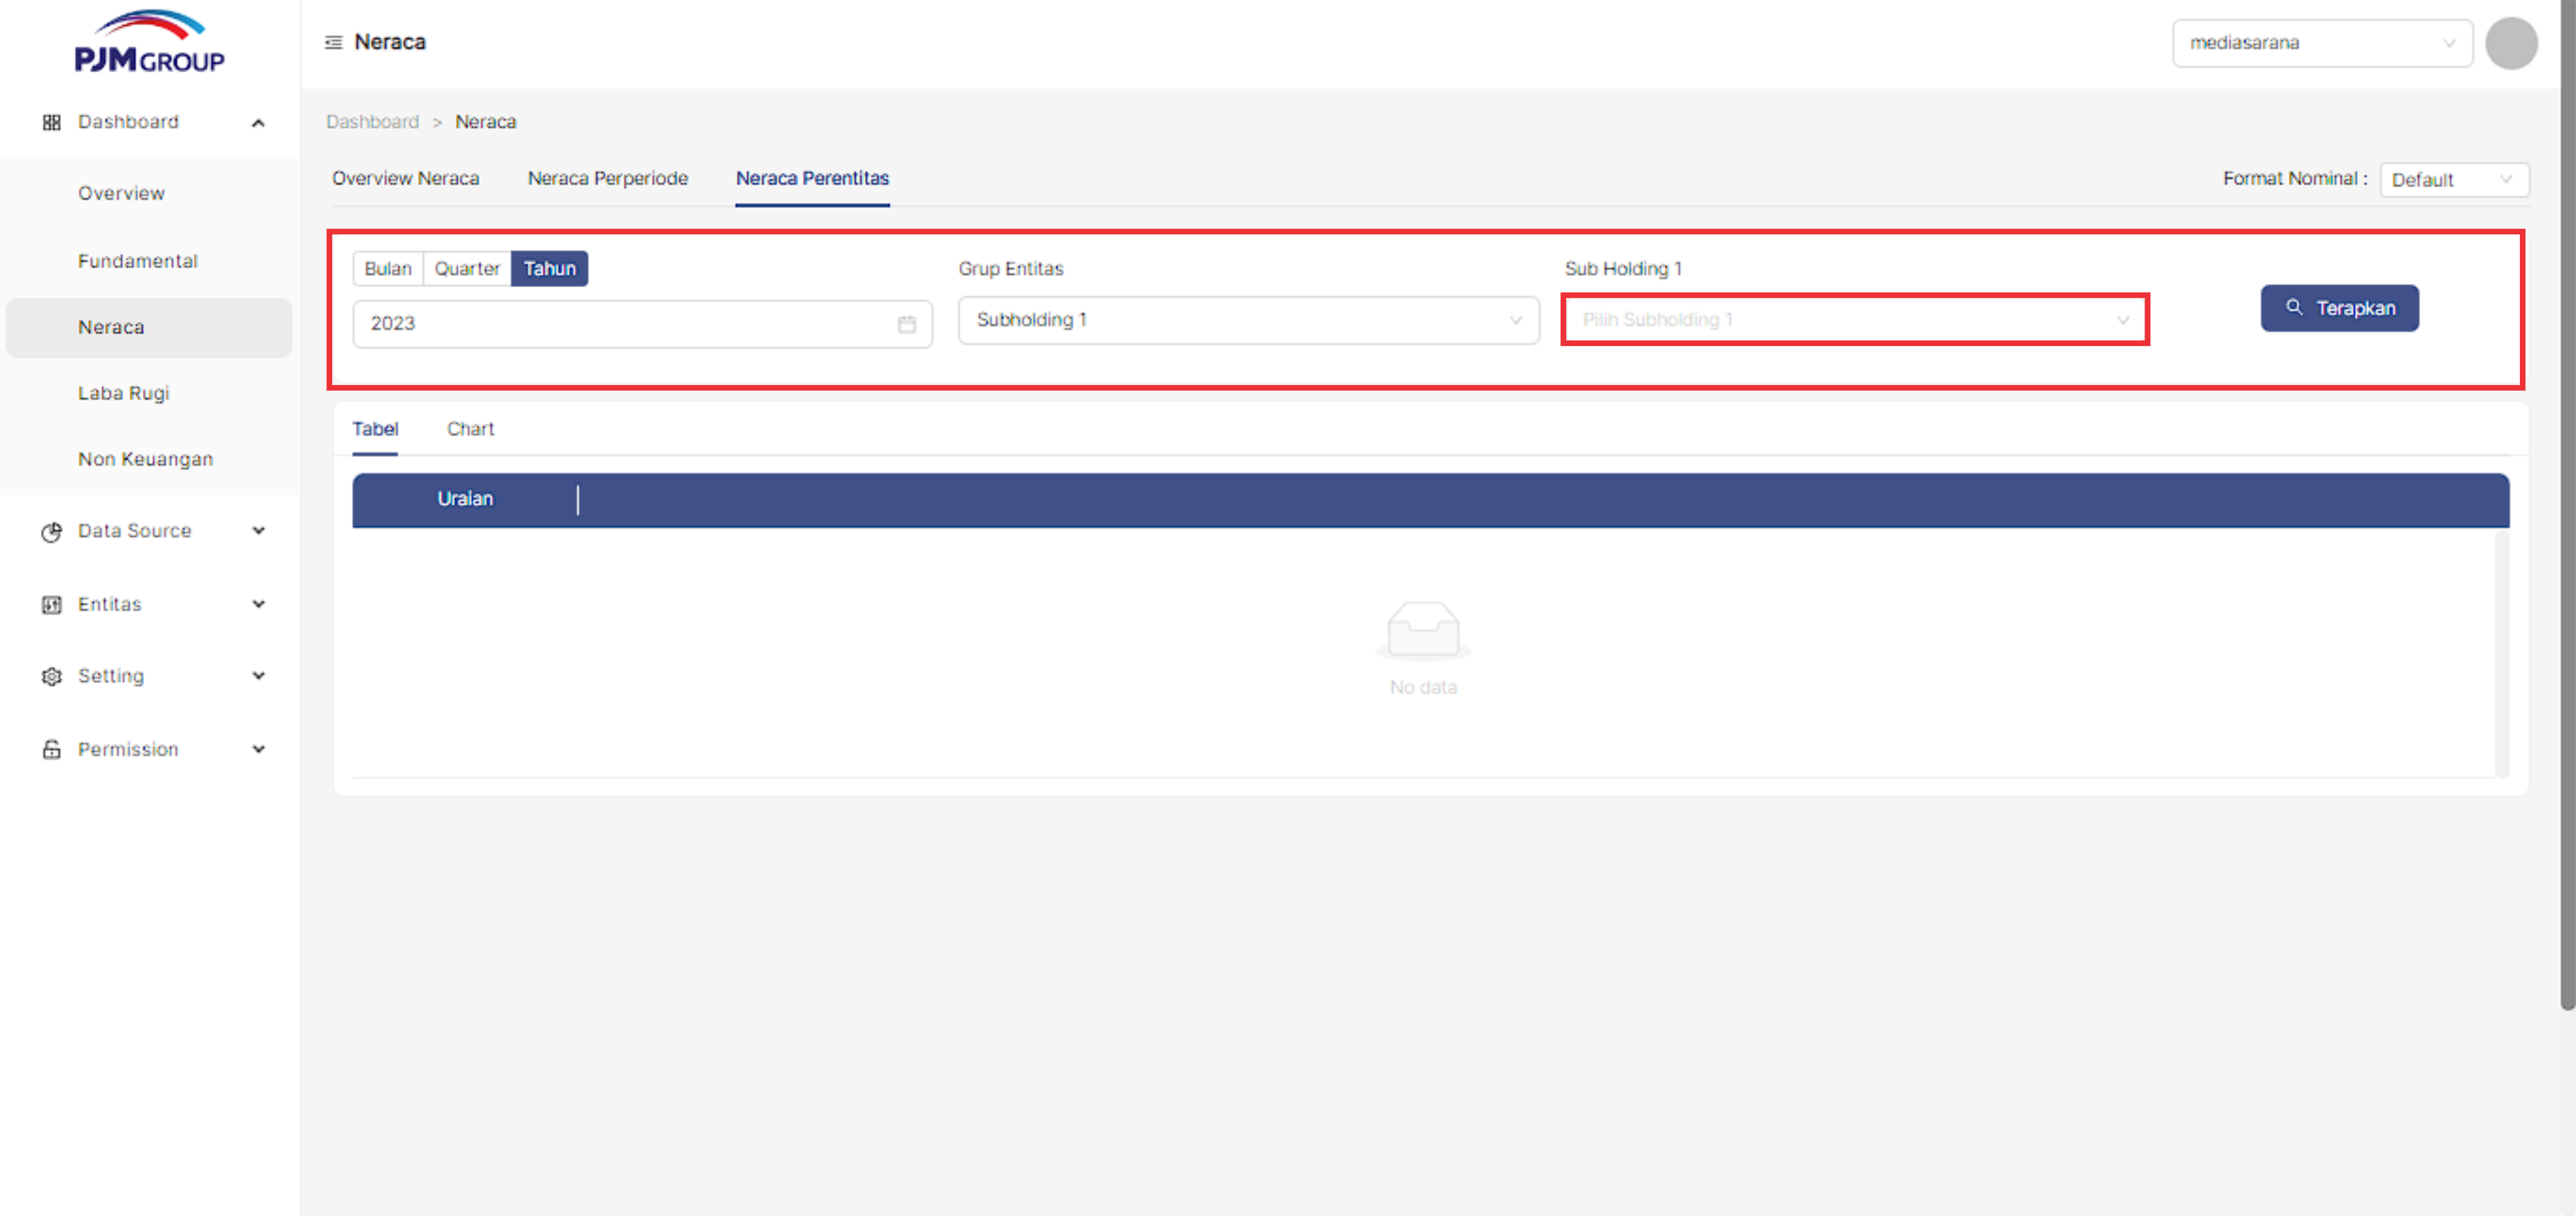 PJM GROUP
Neraca
mediasarana
Dashboard
Overview
Fundamental
Neraca
Laba Rugi
Non Keuangan
Data Source
Entitas
Setting
Permission
Dashboard > Neraca
Overview Neraca Neraca Perperiode Neraca Perentitas
Format Nominal : Default
Bulan Quarter Tahun
2023
Grup Entitas
Subholding 1
Sub Holding 1
Pilih Subholding 1
Terapkan
Tabel Chart
Uraian
No data